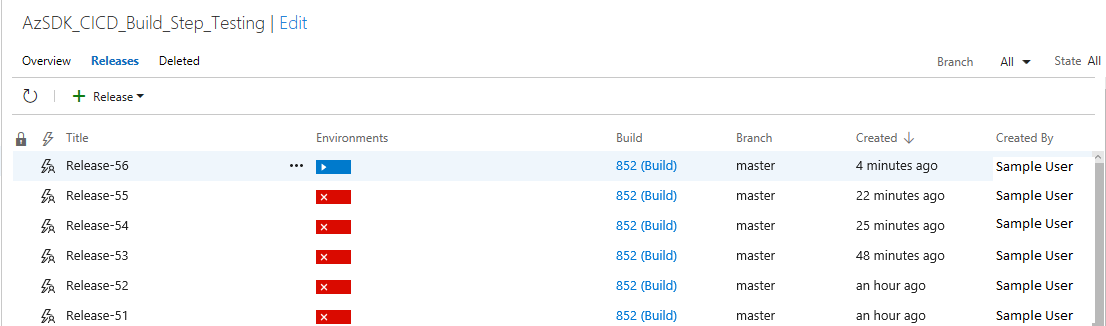 AzSDK_CICD_Build_Step_Testing | Edit
Overview Releases Deleted Branch All State All
+ Release
Title Environments Build Branch Created ↓ Created By
Release-56 ••• 852 (Build) master 4 minutes ago Sample User
Release-55 852 (Build) master 22 minutes ago Sample User
Release-54 852 (Build) master 25 minutes ago Sample User
Release-53 852 (Build) master 48 minutes ago Sample User
Release-52 852 (Build) master an hour ago Sample User
Release-51 852 (Build) master an hour ago Sample User